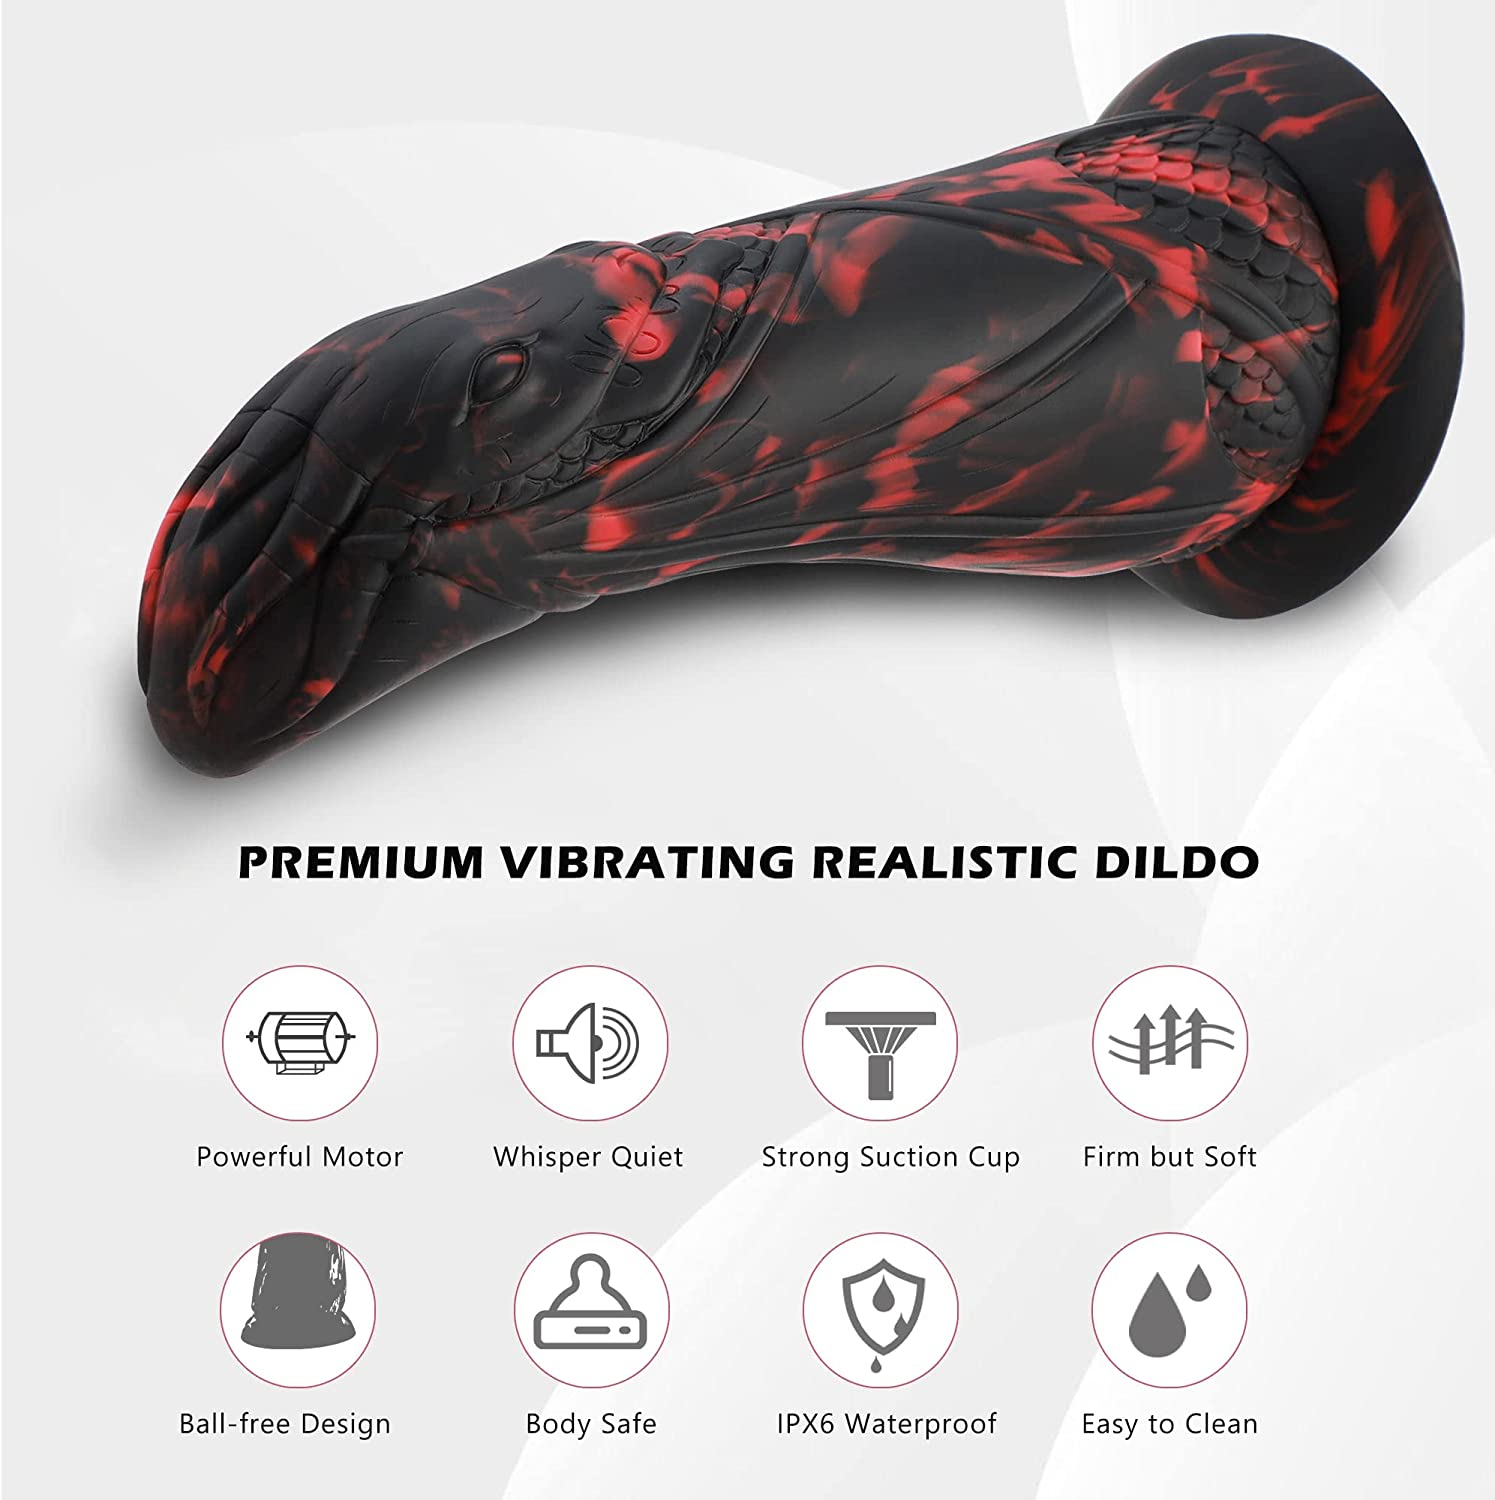 PREMIUM VIBRATING REALISTIC DILDO
Powerful Motor
Whisper Quiet
Strong Suction Cup
Firm but Soft
Ball-free Design
Body Safe
IPX6 Waterproof
Easy to Clean